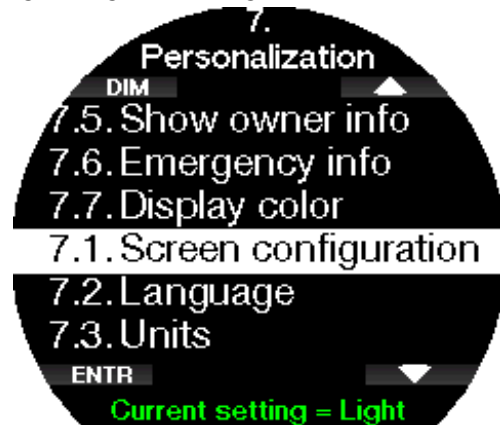 7.
Personalization
DIM
7.5. Show owner info
7.6. Emergency info
7.7. Display color
7.1. Screen configuration
7.2. Language
7.3. Units
ENTR
Current setting = Light